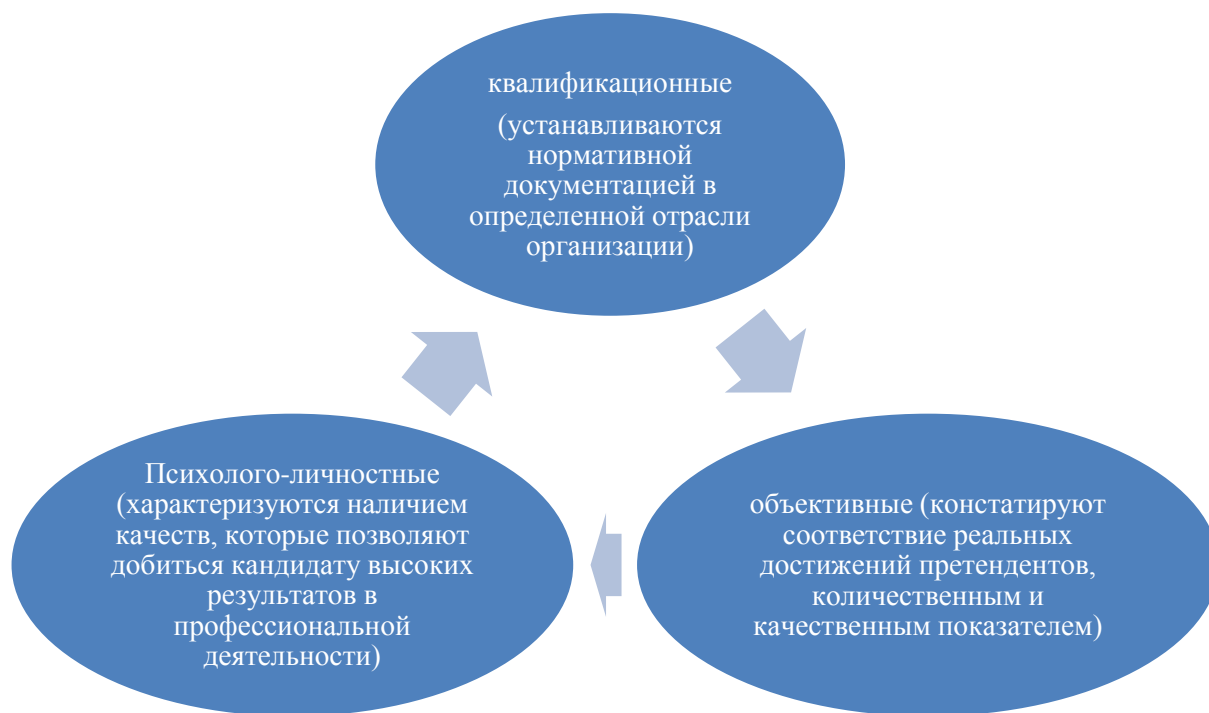 квалификационные
(устанавливаются
нормативной
документацией в
определенной отрасли
организации)
Психолого-личностные
(характеризуются наличием
качеств, которые позволяют
добиться кандидату высоких
результатов в
профессиональной
деятельности)
объективные (констатируют
соответствие реальных
достижений претендентов,
количественным и
качественным показателем)